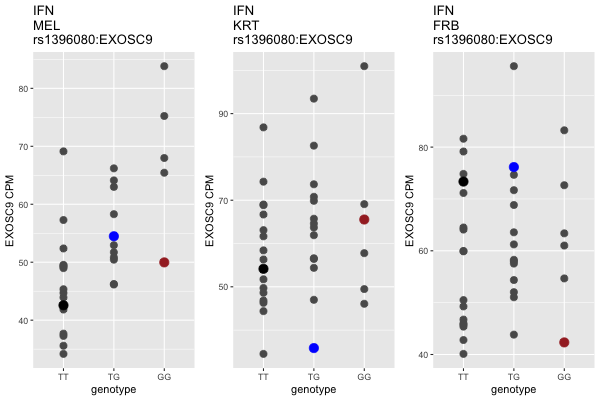 IFN
MEL
rs1396080:EXOSC9
EXOSC9 CPM
80
70
60
50
40
TT
TG
GG
genotype
IFN
KRT
rs1396080:EXOSC9
EXOSC9 CPM
90
70
50
TT
TG
GG
genotype
IFN
FRB
rs1396080:EXOSC9
EXOSC9 CPM
80
60
40
TT
TG
GG
genotype